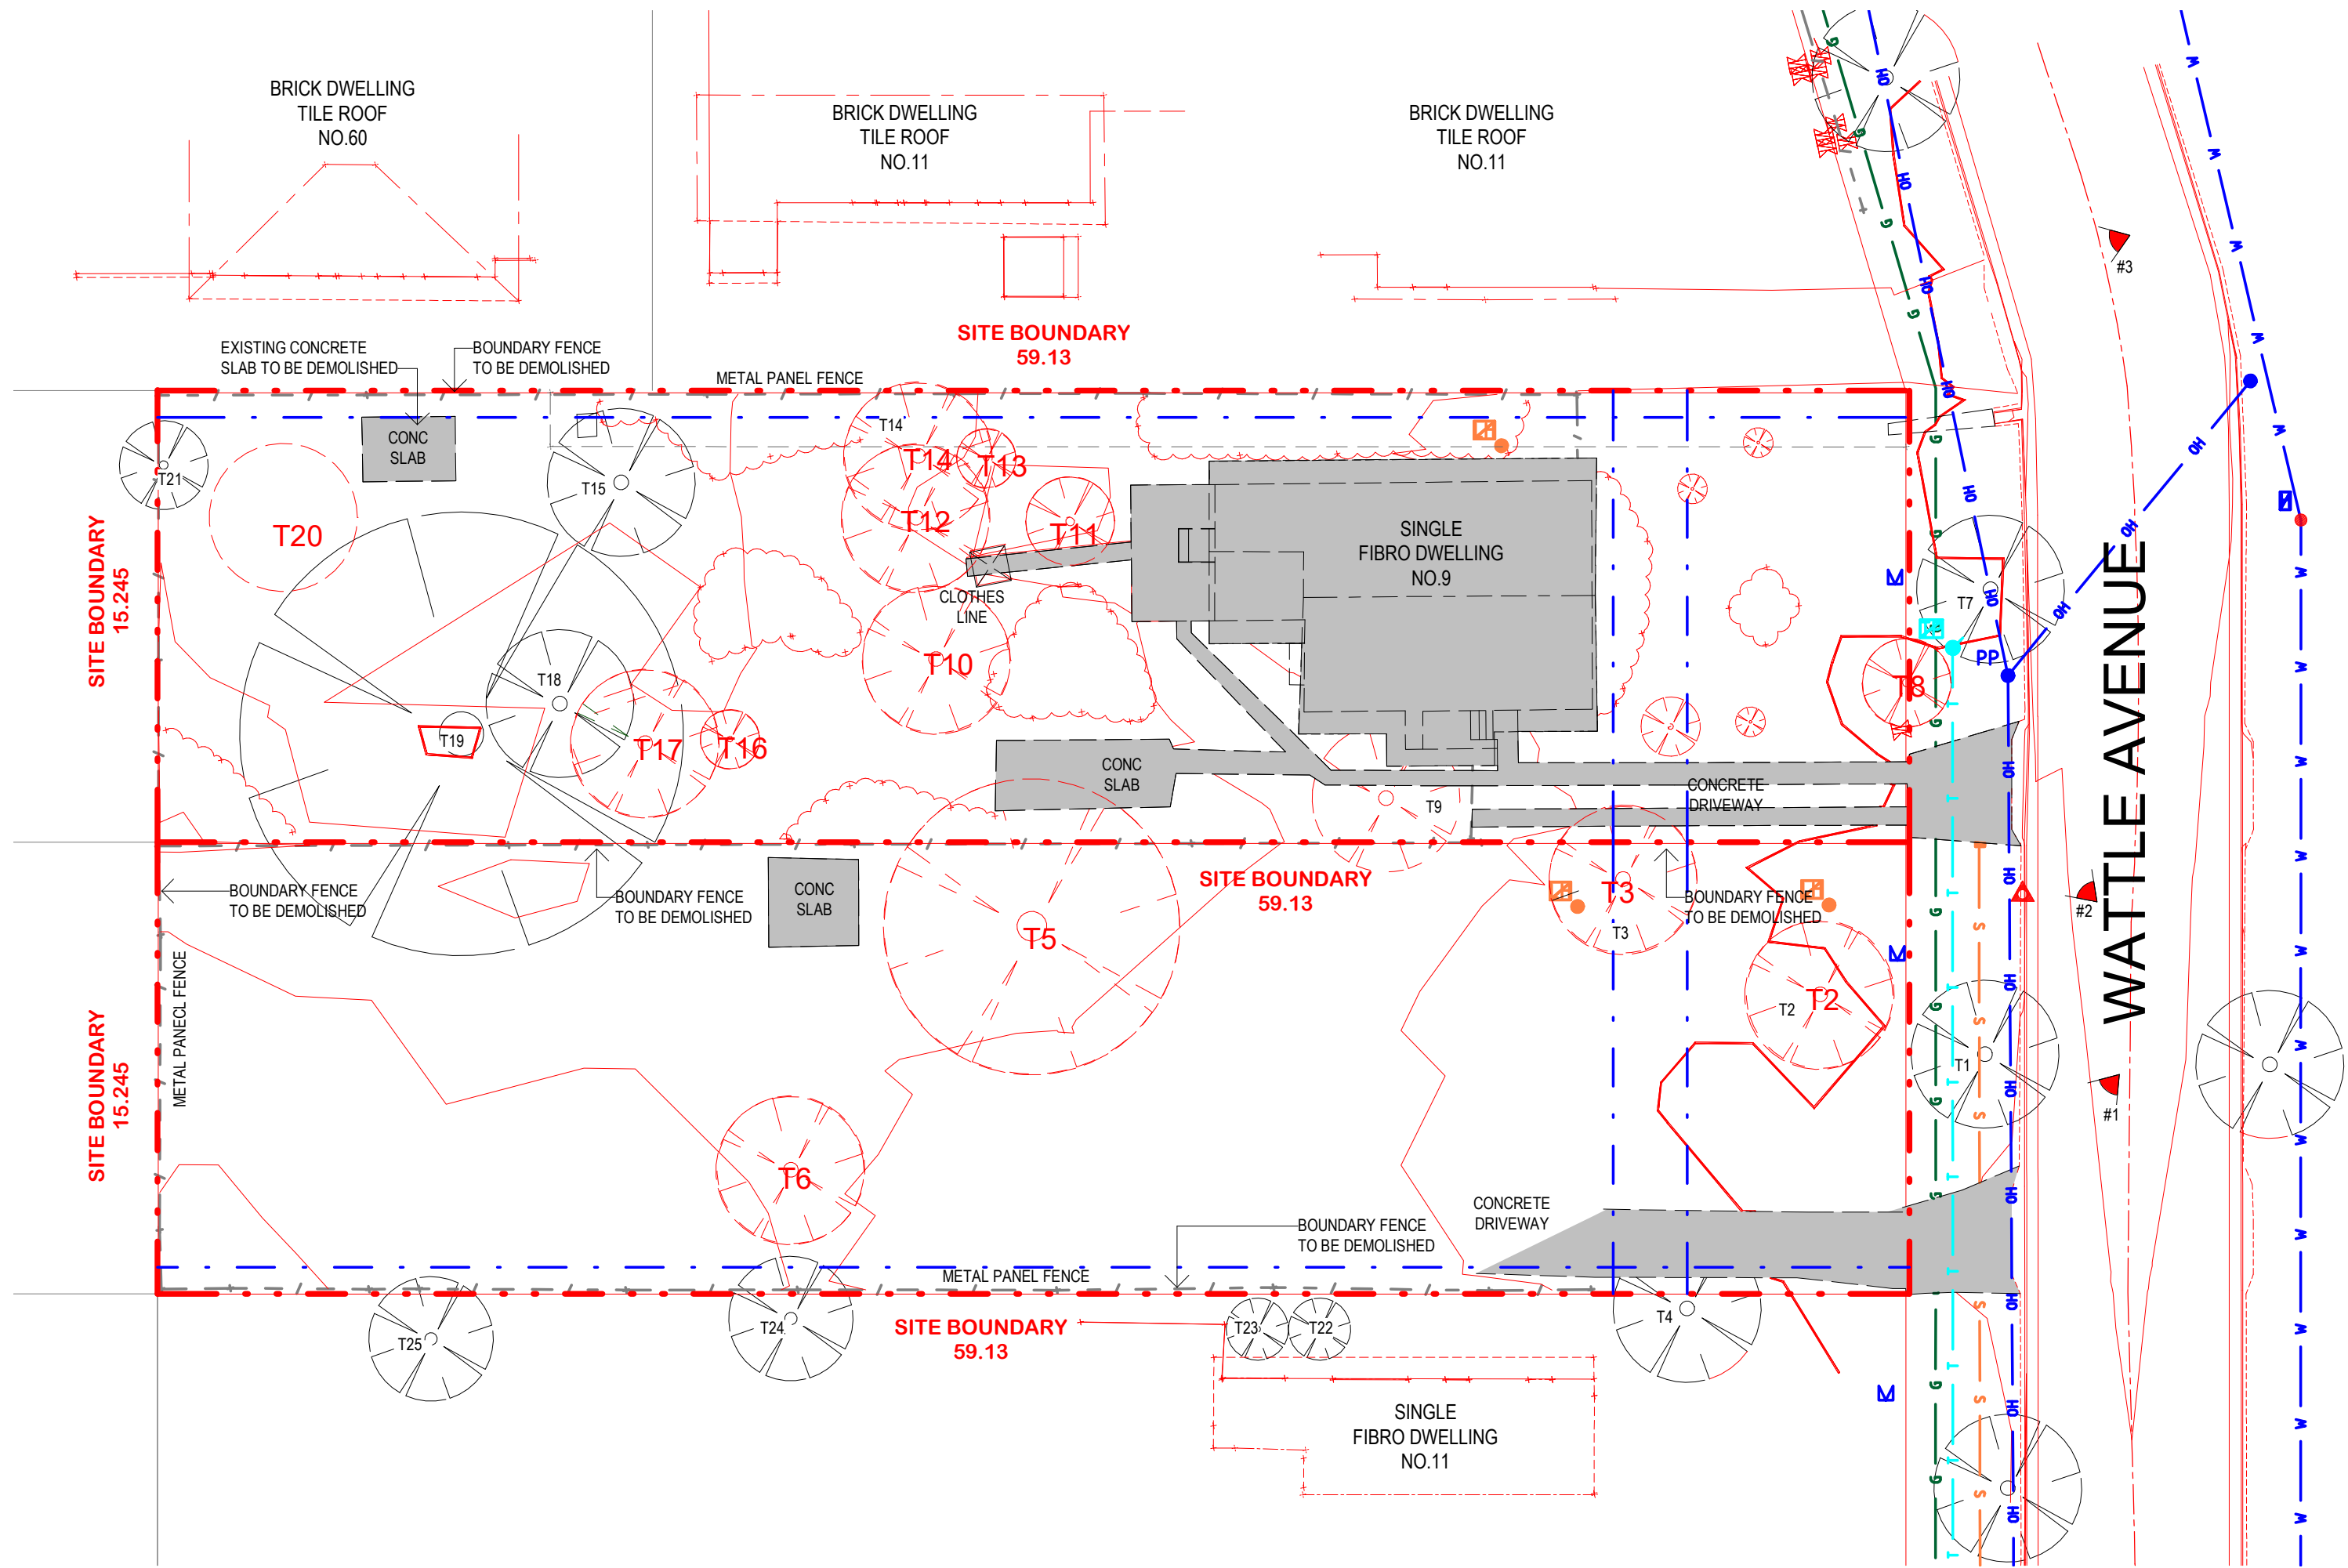 BRICK DWELLING
TILE ROOF
NO.60
BRICK DWELLING
TILE ROOF
NO.11
BRICK DWELLING
TILE ROOF
NO.11
#3
SITE BOUNDARY
59.13
EXISTING CONCRETE
SLAB TO BE DEMOLISHED
BOUNDARY FENCE
TO BE DEMOLISHED
METAL PANEL FENCE
CONC
SLAB
T21
T20
T15
T14
T14
T13
T12
T11
SINGLE
FIBRO DWELLING
NO.9
CLOTHES
LINE
SITE BOUNDARY
15.245
T10
T18
T19
T17
T16
T7
PP
T8
CONC
SLAB
T9
CONCRETE
DRIVEWAY
WATTLE AVENUE
BOUNDARY FENCE
TO BE DEMOLISHED
BOUNDARY FENCE
TO BE DEMOLISHED
CONC
SLAB
T5
SITE BOUNDARY
59.13
T3
T3
BOUNDARY FENCE
TO BE DEMOLISHED
#2
T2
T2
T1
#1
SITE BOUNDARY
15.245
METAL PANECL FENCE
T6
CONCRETE
DRIVEWAY
BOUNDARY FENCE
TO BE DEMOLISHED
METAL PANEL FENCE
T25
T24
SITE BOUNDARY
59.13
T23
T22
T4
SINGLE
FIBRO DWELLING
NO.11
G
OH
W
T
S
M